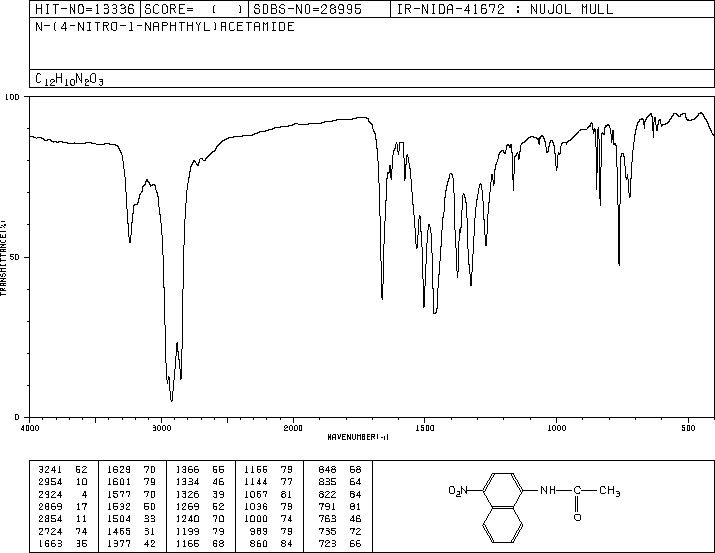 HIT-NO=13336 SCORE= ( ) SDBS-NO=28995 IR-NIDA-41672 : NUJOL MULL
N-(4-NITRO-1-NAPHTHYL)ACETAMIDE
C12H10N2O3
100
50
0
TRANSMITTANCE(%)
4000 3000 2000 1500 1000 500
WAVENUMBER(-1)
3241 52 1629 70 1366 55 1155 79 848 68
2954 10 1601 79 1334 46 1144 77 835 64
2924 4 1577 70 1326 39 1067 81 822 84
2869 17 1532 50 1269 52 1036 79 791 81
2854 11 1504 33 1240 70 1000 74 763 46
2724 74 1465 31 1199 79 989 79 735 72
1663 35 1377 42 1165 68 860 84 723 66
O2N NH C CH3
O